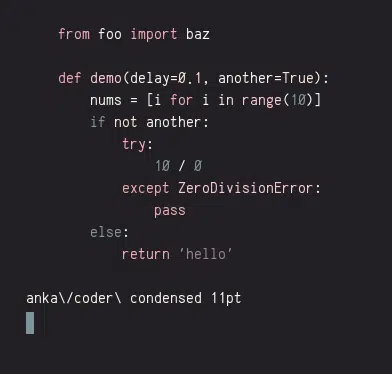 from foo import baz
def demo(delay=0.1, another=True):
nums = [i for i in range(10)]
if not another:
try:
10 / 0
except ZeroDivisionError:
pass
else:
return 'hello'
anka\/coder\ condensed 11pt